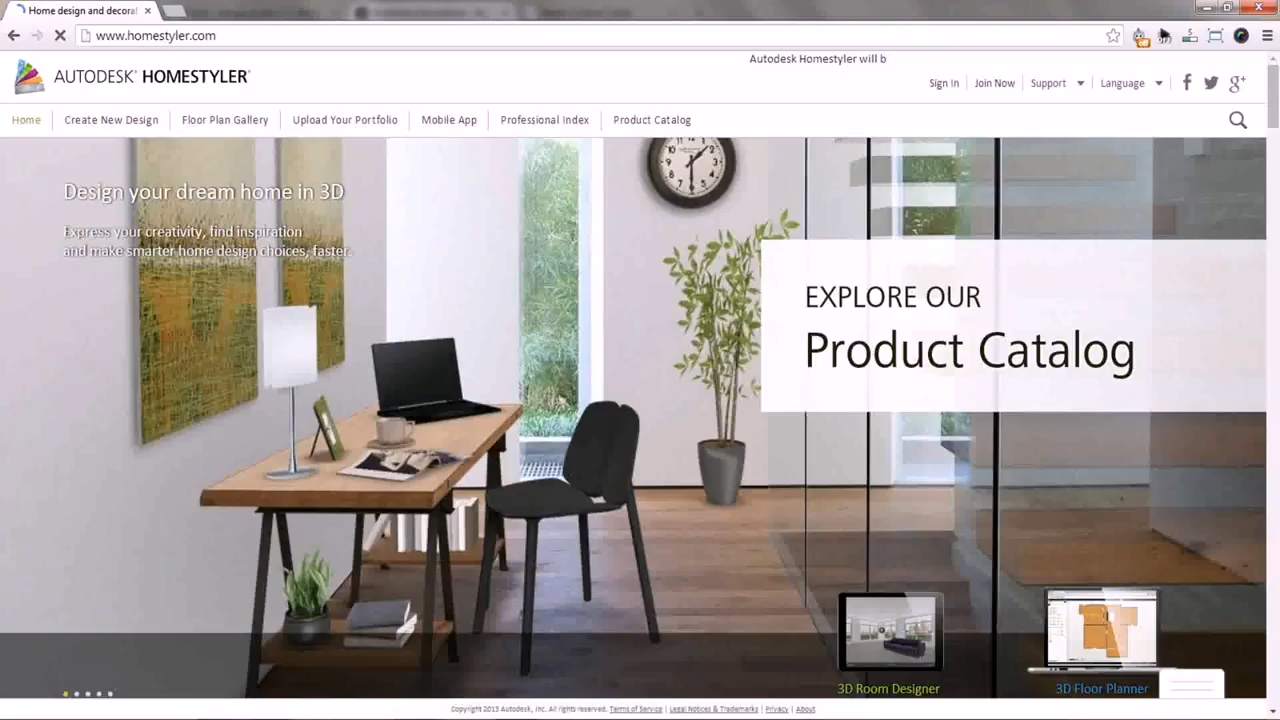 Home design and decorat
www.homestyler.com
Autodesk Homestyler will b
AUTODESK® HOMESTYLER®
Sign In
Join Now
Support
Language
Home
Create New Design
Floor Plan Gallery
Upload Your Portfolio
Mobile App
Professional Index
Product Catalog
Design your dream home in 3D
Express your creativity, find inspiration
and make smarter home design choices, faster.
EXPLORE OUR
Product Catalog
3D Room Designer
3D Floor Planner
Copyright 2013 Autodesk, Inc. All rights reserved. Terms of Service | Legal Notices & Trademarks | Privacy | About